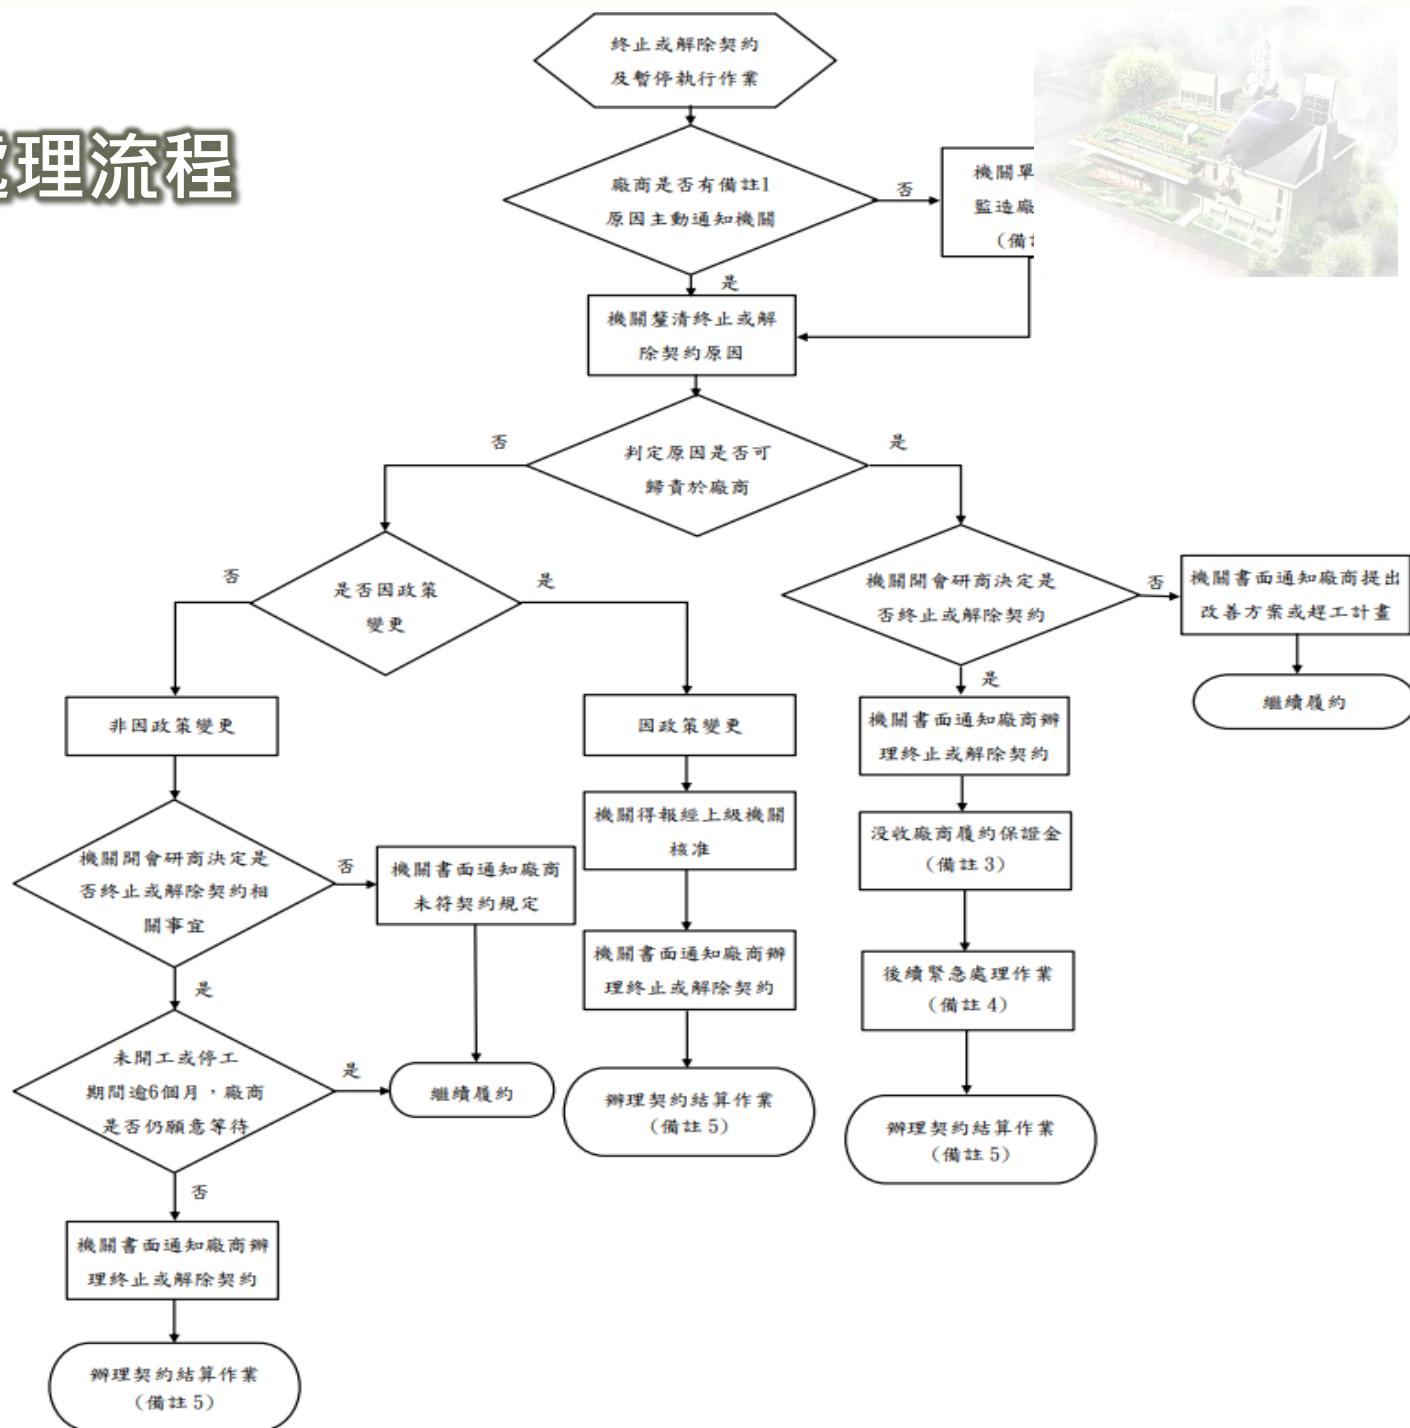 終止或解除契約
及暫停執行作業
處理流程
廠商是否有備註1
原因主動通知機關
否
機關單
監造廠
(備
是
機關釐清終止或解
除契約原因
判定原因是否可
歸責於廠商
否
是
是否因政策
變更
否
是
機關開會研商決定是
否終止或解除契約
否
機關書面通知廠商提出
改善方案或趕工計畫
繼續履約
是
非因政策變更
因政策變更
機關書面通知廠商辦
理終止或解除契約
機關得報經上級機關
核准
沒收廠商履約保證金
(備註 3)
機關開會研商決定是
否終止或解除契約相
關事宜
否
機關書面通知廠商
未符契約規定
機關書面通知廠商辦
理終止或解除契約
後續緊急處理作業
(備註 4)
是
未開工或停工
期間逾6個月，廠商
是否仍願意等待
是
繼續履約
辦理契約結算作業
(備註 5)
辦理契約結算作業
(備註 5)
否
機關書面通知廠商辦
理終止或解除契約
辦理契約結算作業
(備註 5)